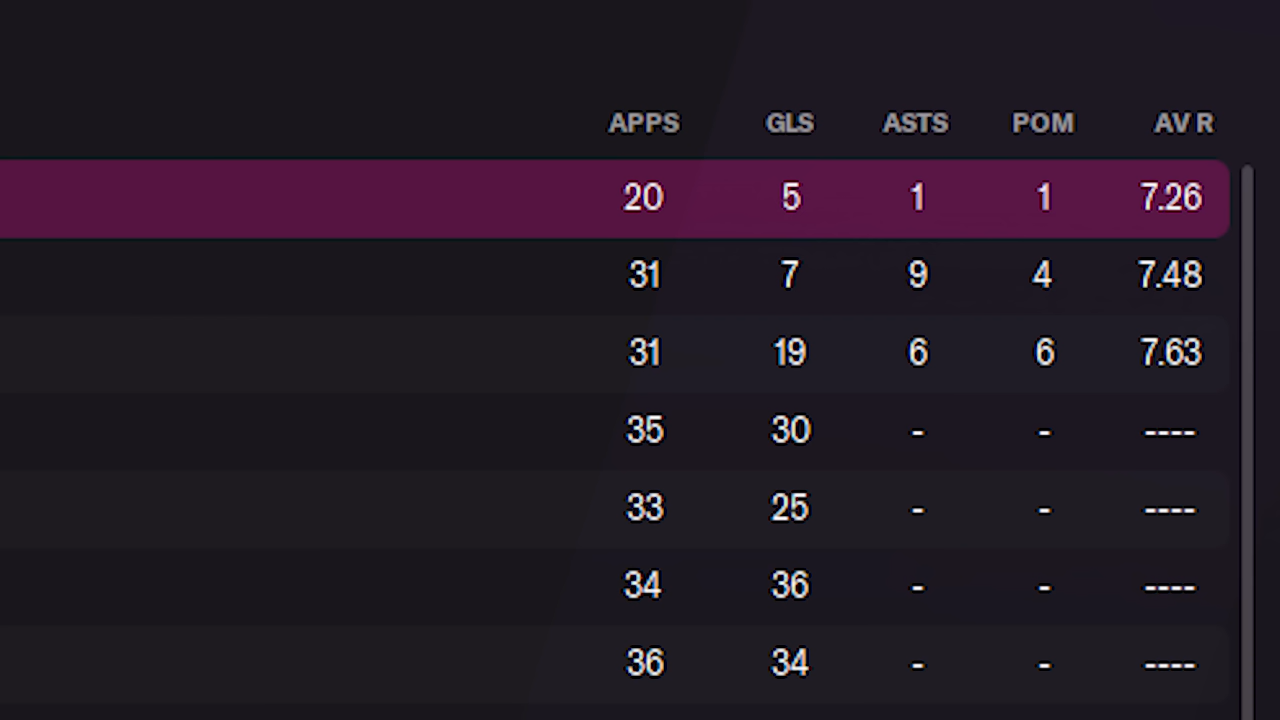 APPS GLS ASTS POM AV R
20 5 1 1 7.26
31 7 9 4 7.48
31 19 6 6 7.63
35 30 - - ----
33 25 - - ----
34 36 - - ----
36 34 - - ----